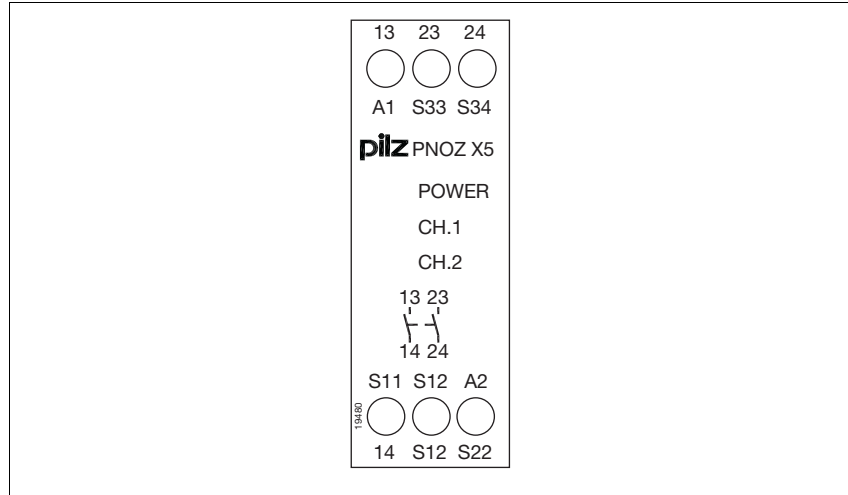 13 23 24
A1 S33 S34
pilz PNOZ X5
POWER
CH.1
CH.2
13 23
14 24
S11 S12 A2
19480
14 S12 S22